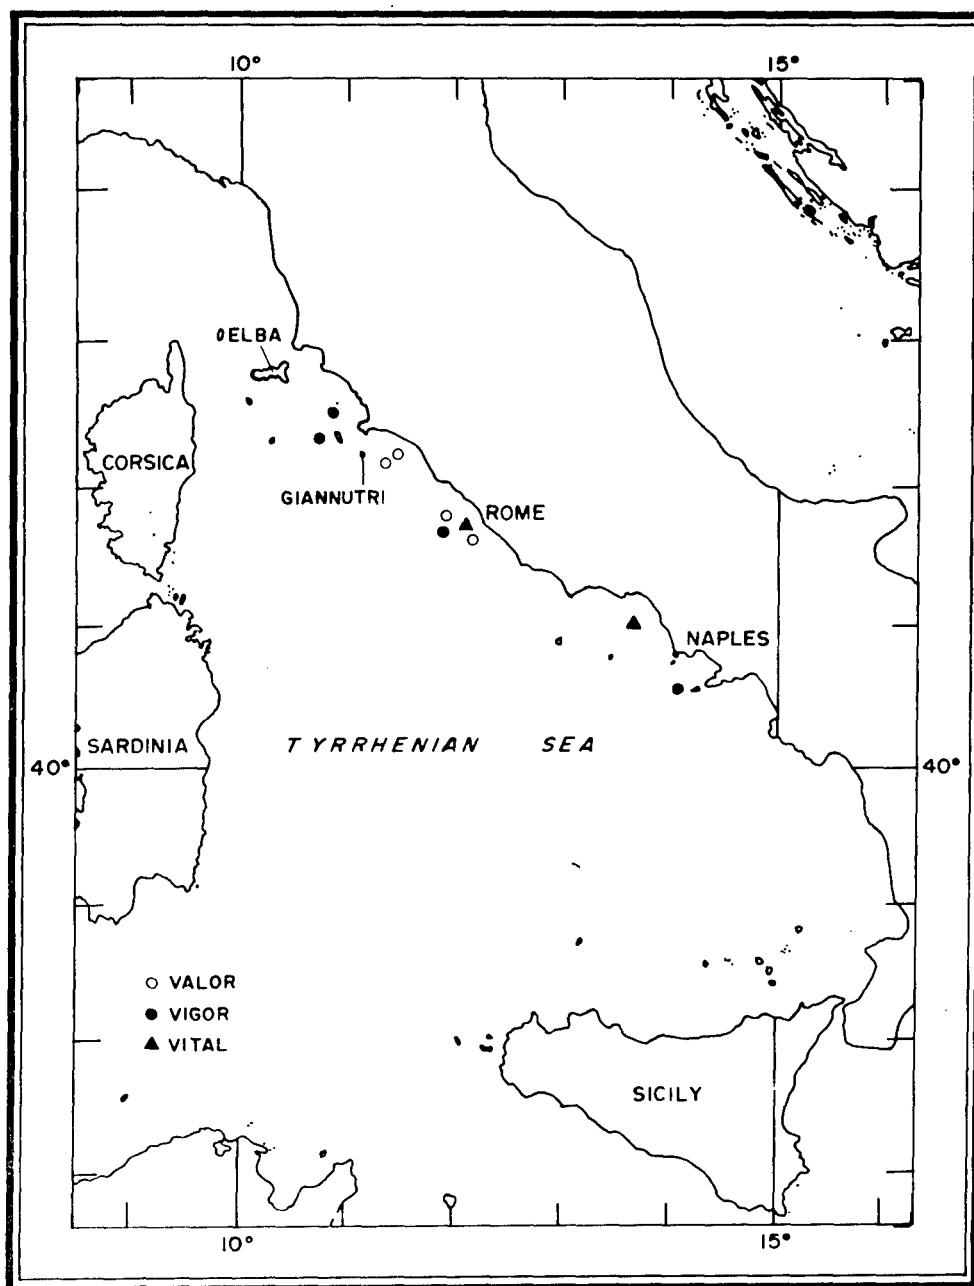 10°
15°
ELBA
CORSICA
GIANNUTRI
ROME
NAPLES
SARDINIA
TYRRHENIAN SEA
40°
40°
VALOR
VIGOR
VITAL
SICILY
10°
15°